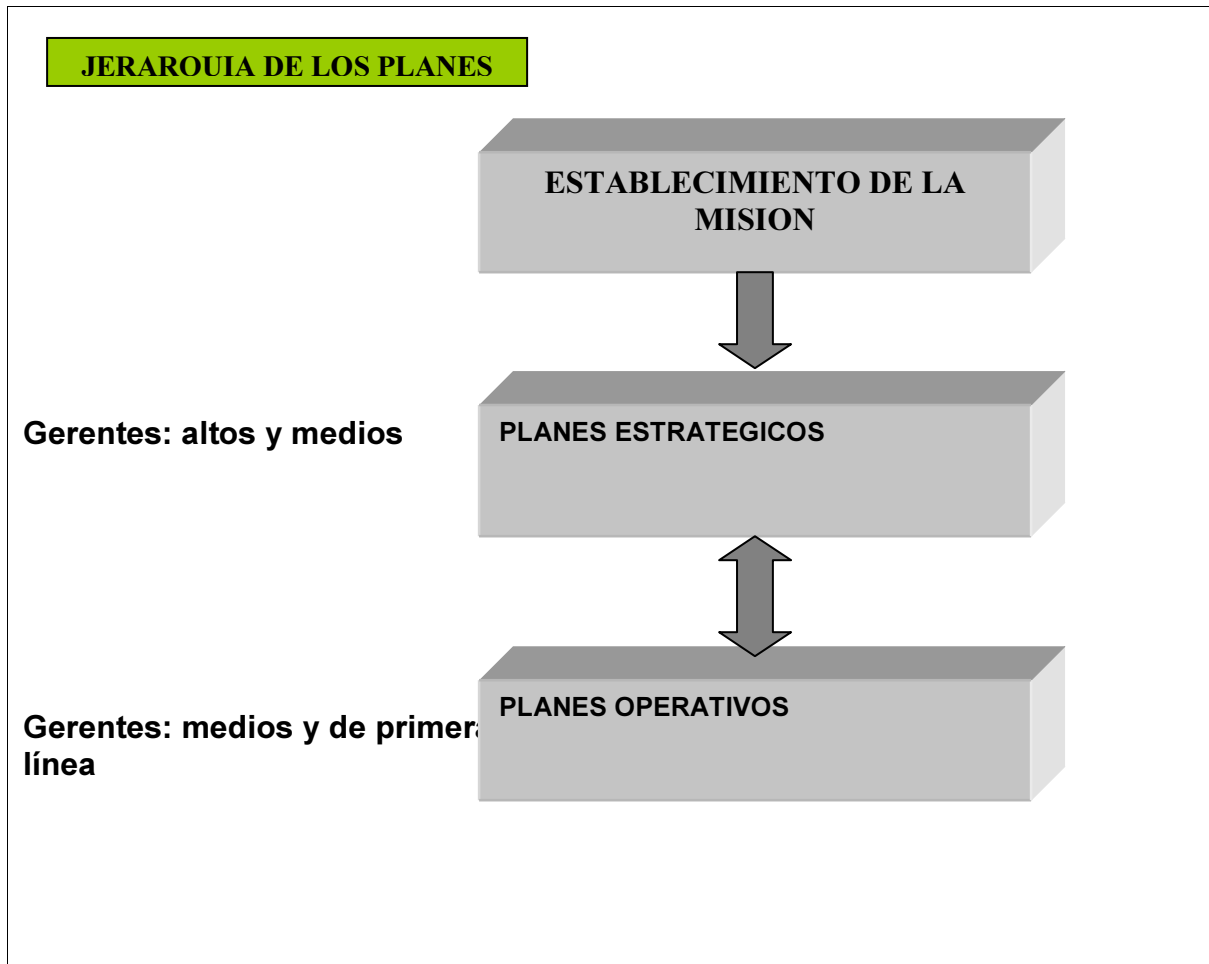 JERARQUIA DE LOS PLANES
ESTABLECIMIENTO DE LA
MISION
Gerentes: altos y medios
PLANES ESTRATEGICOS
PLANES OPERATIVOS
Gerentes: medios y de primera
línea